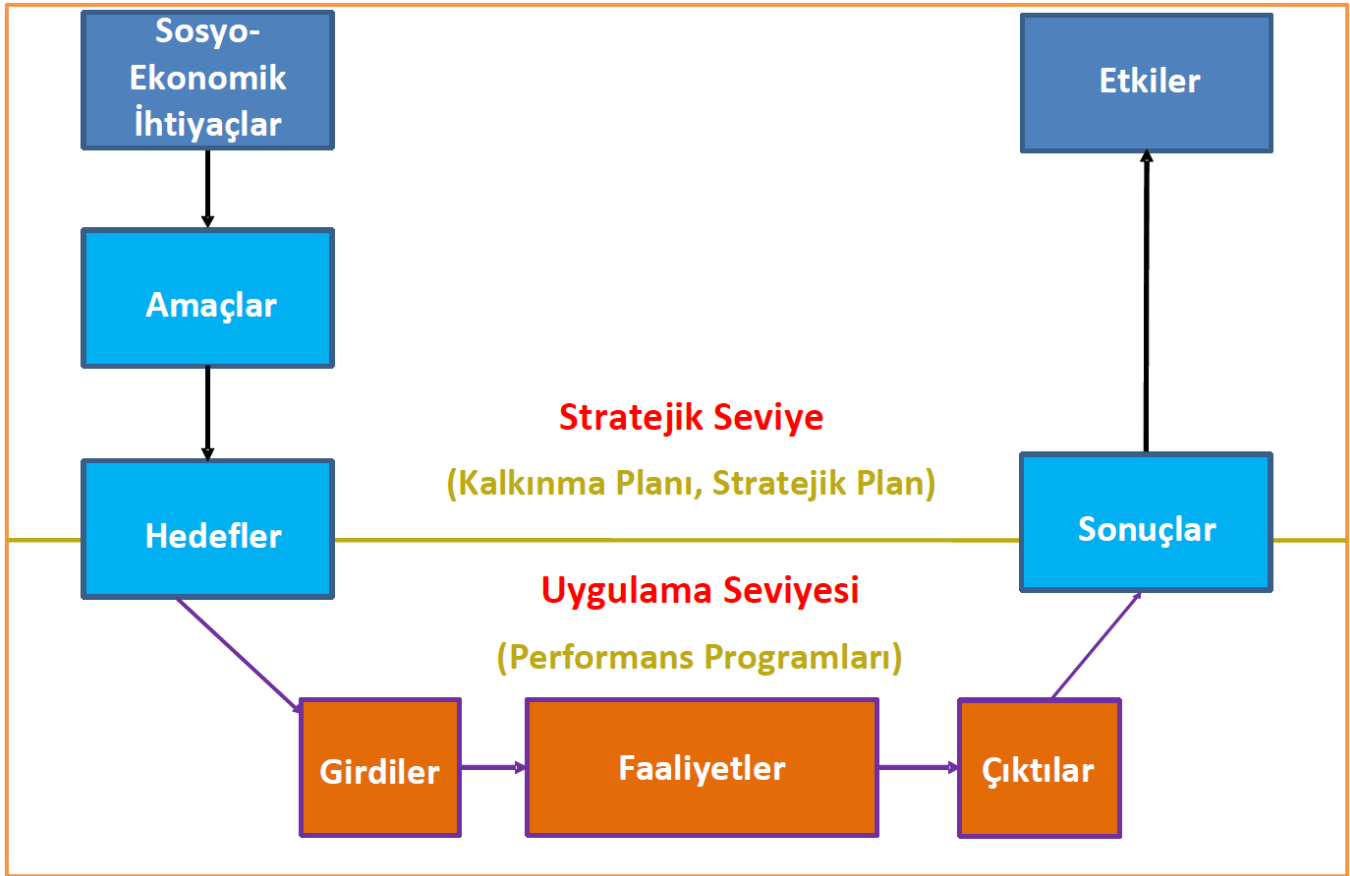 Sosyo-
Ekonomik
İhtiyaçlar
Etkiler
Amaçlar
Stratejik Seviye
(Kalkınma Planı, Stratejik Plan)
Hedefler
Sonuçlar
Uygulama Seviyesi
(Performans Programları)
Girdiler
Faaliyetler
Çıktılar